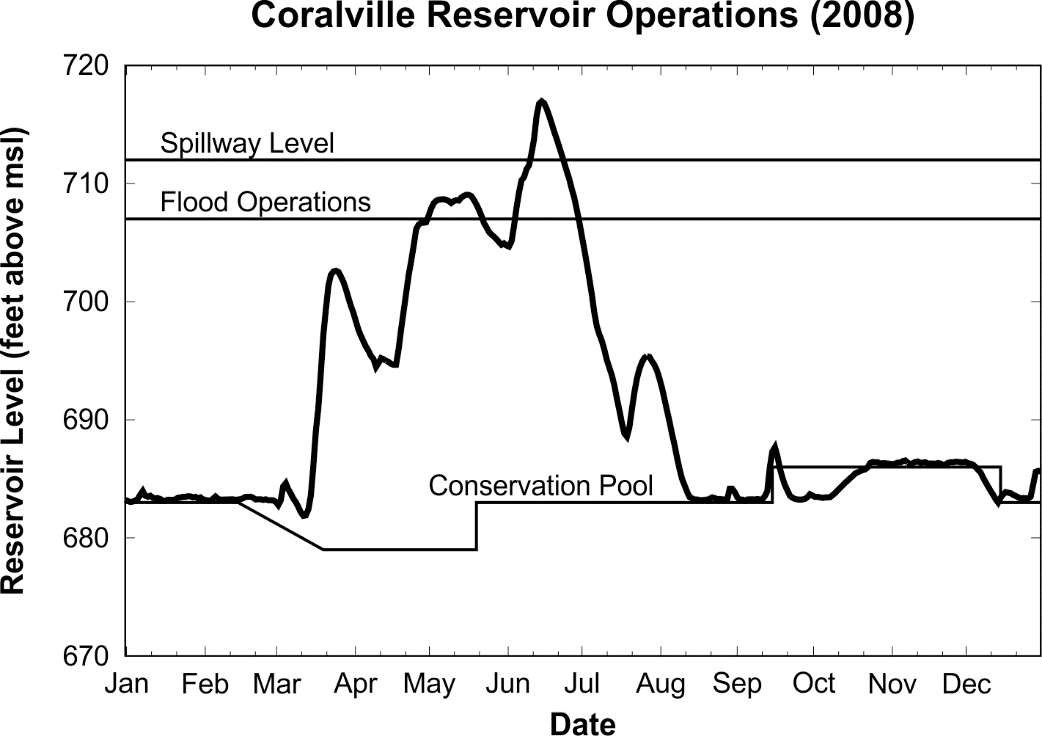 Coralville Reservoir Operations (2008)
Reservoir Level (feet above msl)
720
710
700
690
680
670
Spillway Level
Flood Operations
Conservation Pool
Jan Feb Mar Apr May Jun Jul Aug Sep Oct Nov Dec
Date